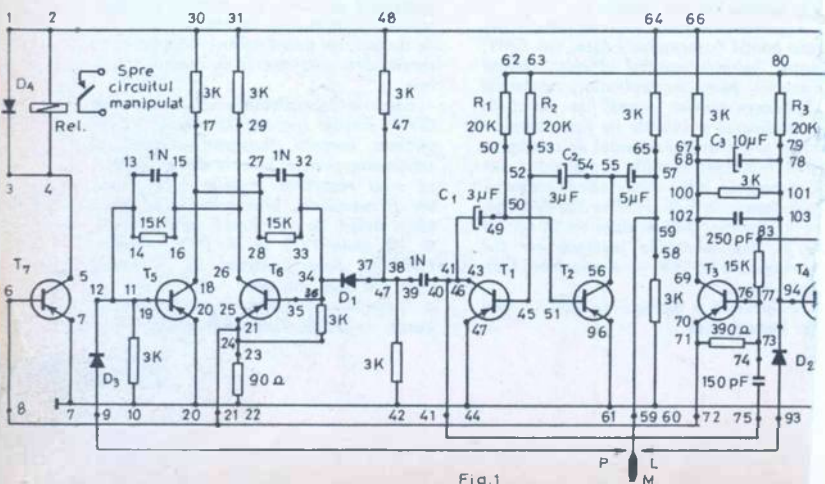 1 2 30 31 48 64 66
62 63 80
D4 Spre
circuitul
manipulat
Rel.
3K 3K 3K R1 R2 3K 3K R3
20K 20K 20K
17 29 47 50 53 65 67 79
68 C3 10µF 78
13 1N 15 27 1N 32
3 4
52 C2 54 55 57
3µF 5µF
C1 3µF 50
49
100 3K 101
102 103
15K 15K
14 16 28 33
59
58
250 pF 83
15K
T7 5 T5 18 26 T6 34 37 38 1N 41 43 T1 T2 56 T3 69 T4
D1 47 39 40 46
6 12 11 19 20 25 36 35 45 51 76 77 94
7 21 24 3K 47 96 3K 70 71 390Ω 73
D3 3K 23 3K 74 D2
90Ω 150 pF
8 7 9 10 20 21 22 42 41 44 61 59 60 72 75 93
P L
M
Fig.1